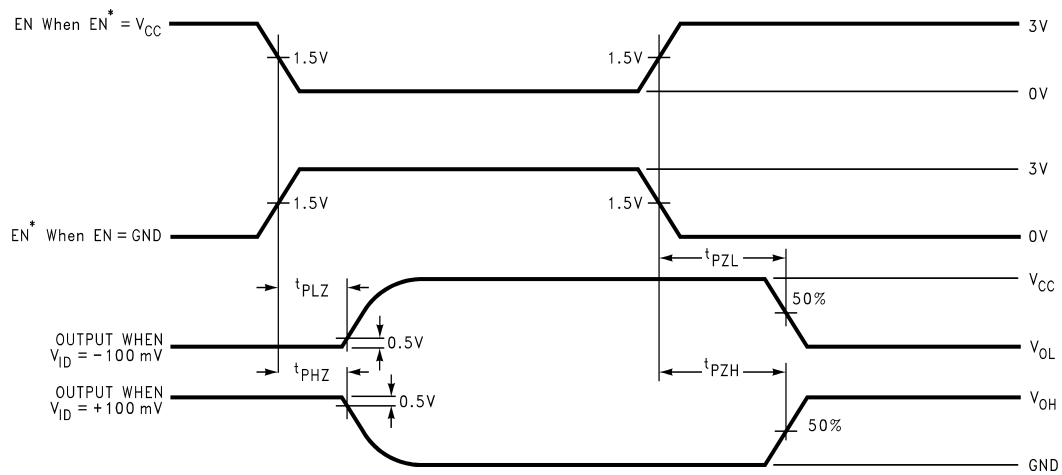 EN When EN* = VCC
3V
1.5V
1.5V
0V
3V
1.5V
1.5V
EN* When EN = GND
0V
tPZL
VCC
tPLZ
50%
OUTPUT WHEN
VID = −100 mV
0.5V
VOL
tPHZ
tPZH
OUTPUT WHEN
VID = +100 mV
0.5V
VOH
50%
GND